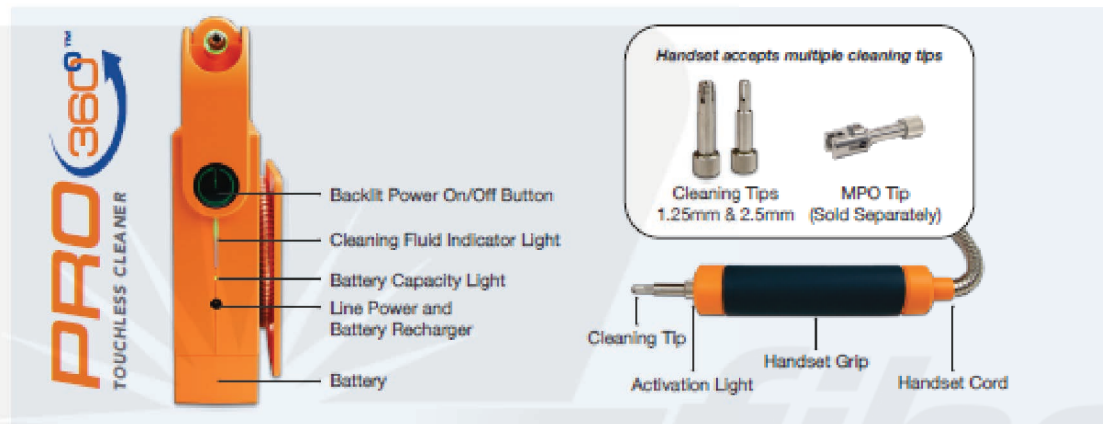 PRO 360°™
TOUCHLESS CLEANER
Backlit Power On/Off Button
Cleaning Fluid Indicator Light
Battery Capacity Light
Line Power and
Battery Recharger
Battery
Handset accepts multiple cleaning tips
Cleaning Tips
1.25mm & 2.5mm
MPO Tip
(Sold Separately)
Cleaning Tip
Activation Light
Handset Grip
Handset Cord